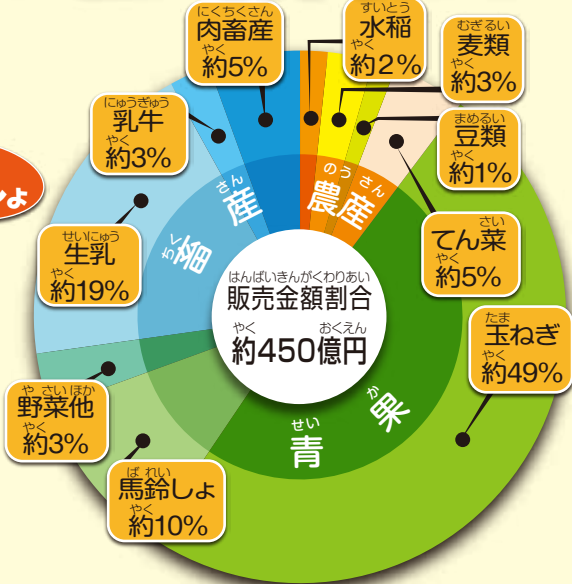 にくちくさん
肉畜産
やく
約5%
すいとう
水稲
やく
約2%
むぎるい
麦類
やく
約3%
まめるい
豆類
やく
約1%
てん菜
さい
やく
約5%
たま
玉ねぎ
やく
約49%
ばれい
馬鈴しょ
やく
約10%
やさいほか
野菜他
やく
約3%
せいにゅう
生乳
やく
約19%
にゅうぎゅう
乳牛
やく
約3%
のうさん
農産
ちくさん
畜産
せいか
青果
はんばいきんがくわりあい
販売金額割合
やく おくえん
約450億円
ょ